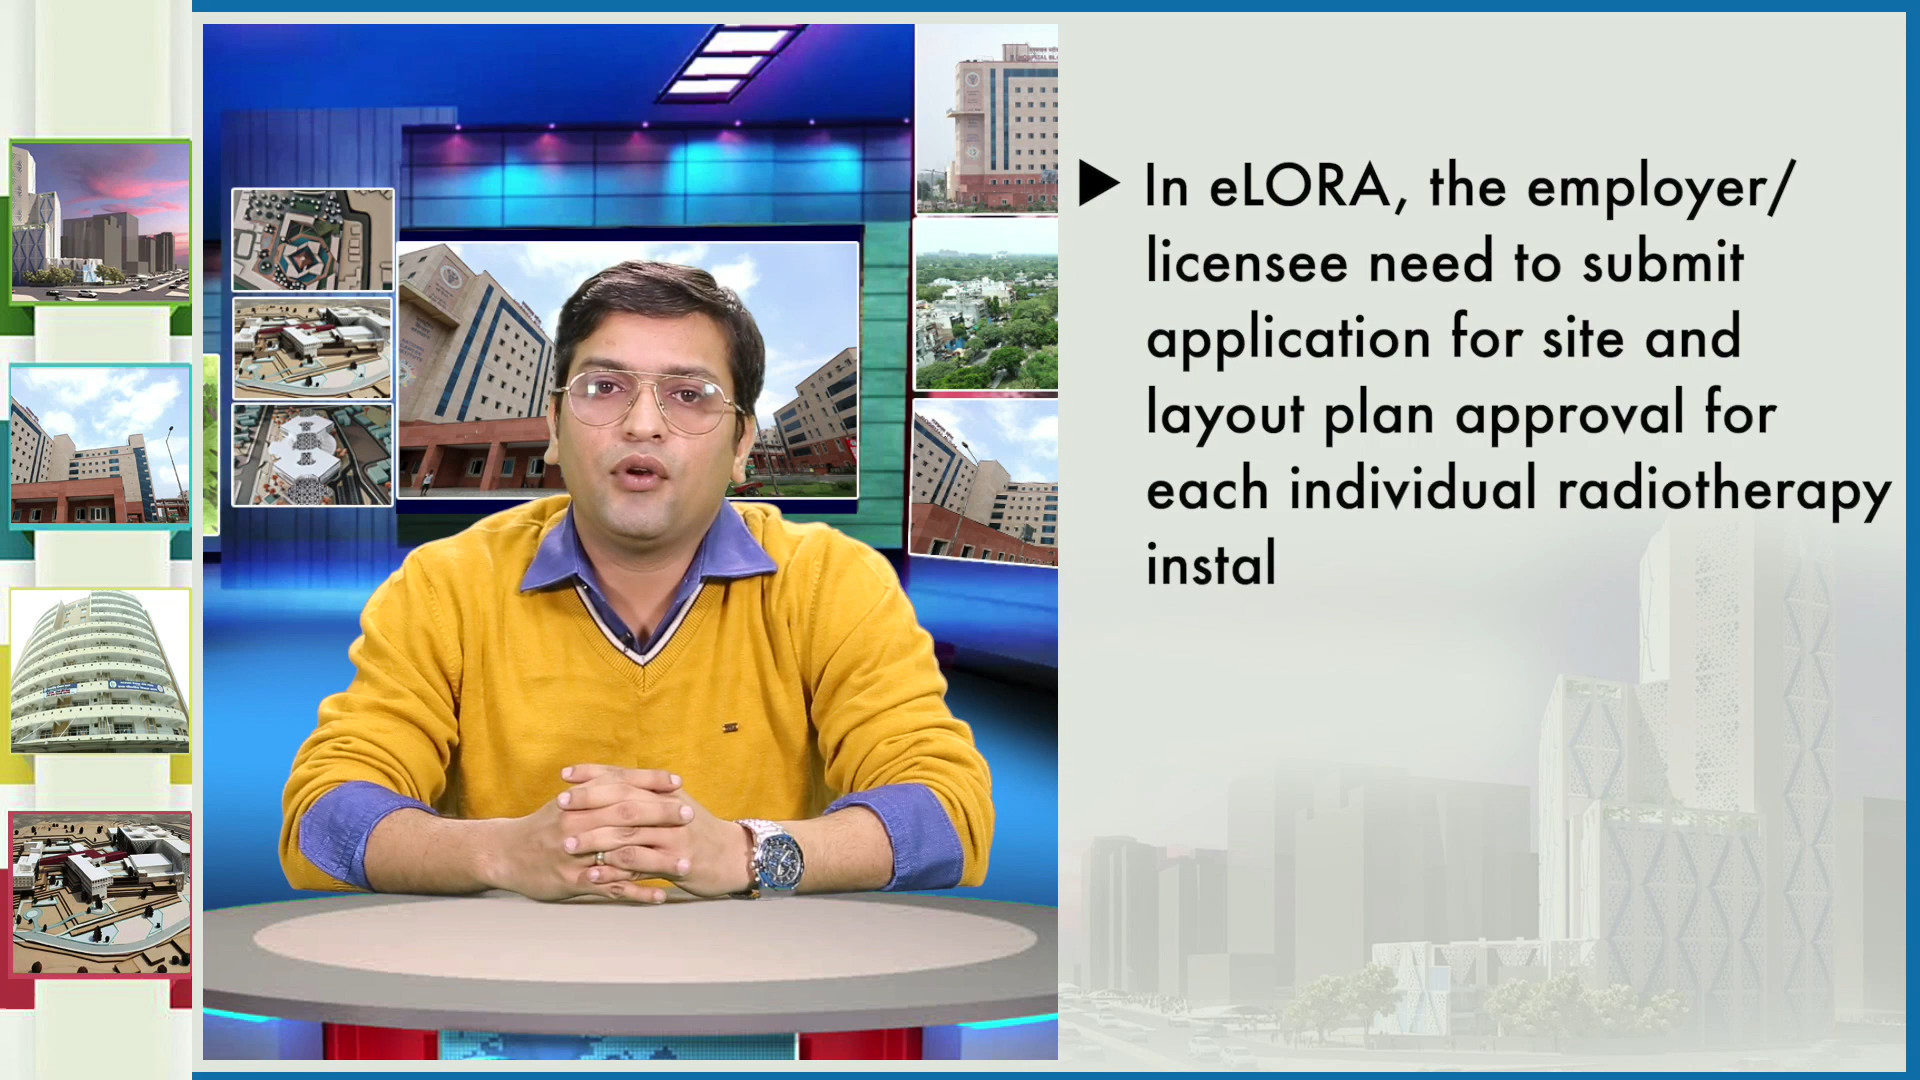 In eLORA, the employer/
licensee need to submit
application for site and
layout plan approval for
each individual radiotherapy
instal